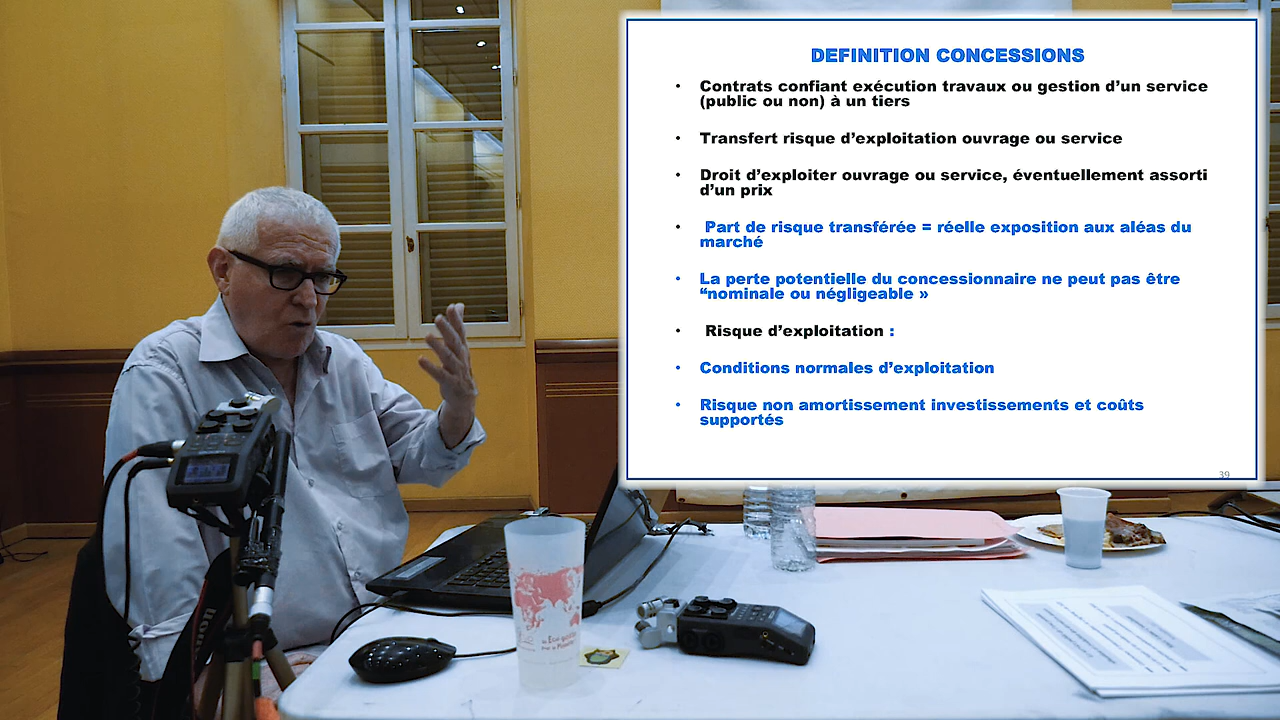 DEFINITION CONCESSIONS
• Contrats confiant exécution travaux ou gestion d’un service
(public ou non) à un tiers
• Transfert risque d’exploitation ouvrage ou service
• Droit d’exploiter ouvrage ou service, éventuellement assorti
d’un prix
• Part de risque transférée = réelle exposition aux aléas du
marché
• La perte potentielle du concessionnaire ne peut pas être
“nominale ou négligeable »
• Risque d’exploitation :
• Conditions normales d’exploitation
• Risque non amortissement investissements et coûts
supportés
39